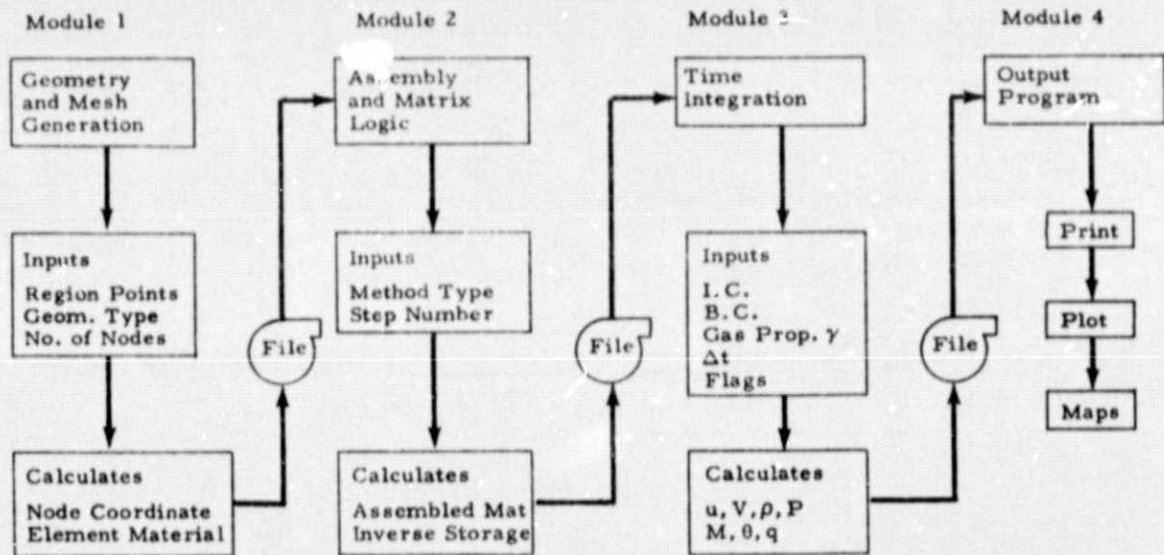 Module 1
Geometry
and Mesh
Generation
Inputs
Region Points
Geom. Type
No. of Nodes
Calculates
Node Coordinate
Element Material
File
Module 2
Assembly
and Matrix
Logic
Inputs
Method Type
Step Number
Calculates
Assembled Mat
Inverse Storage
File
Module 3
Time
Integration
Inputs
I. C.
B. C.
Gas Prop. γ
Δt
Flags
Calculates
u, V, ρ, P
M, θ, q
File
Module 4
Output
Program
Print
Plot
Maps